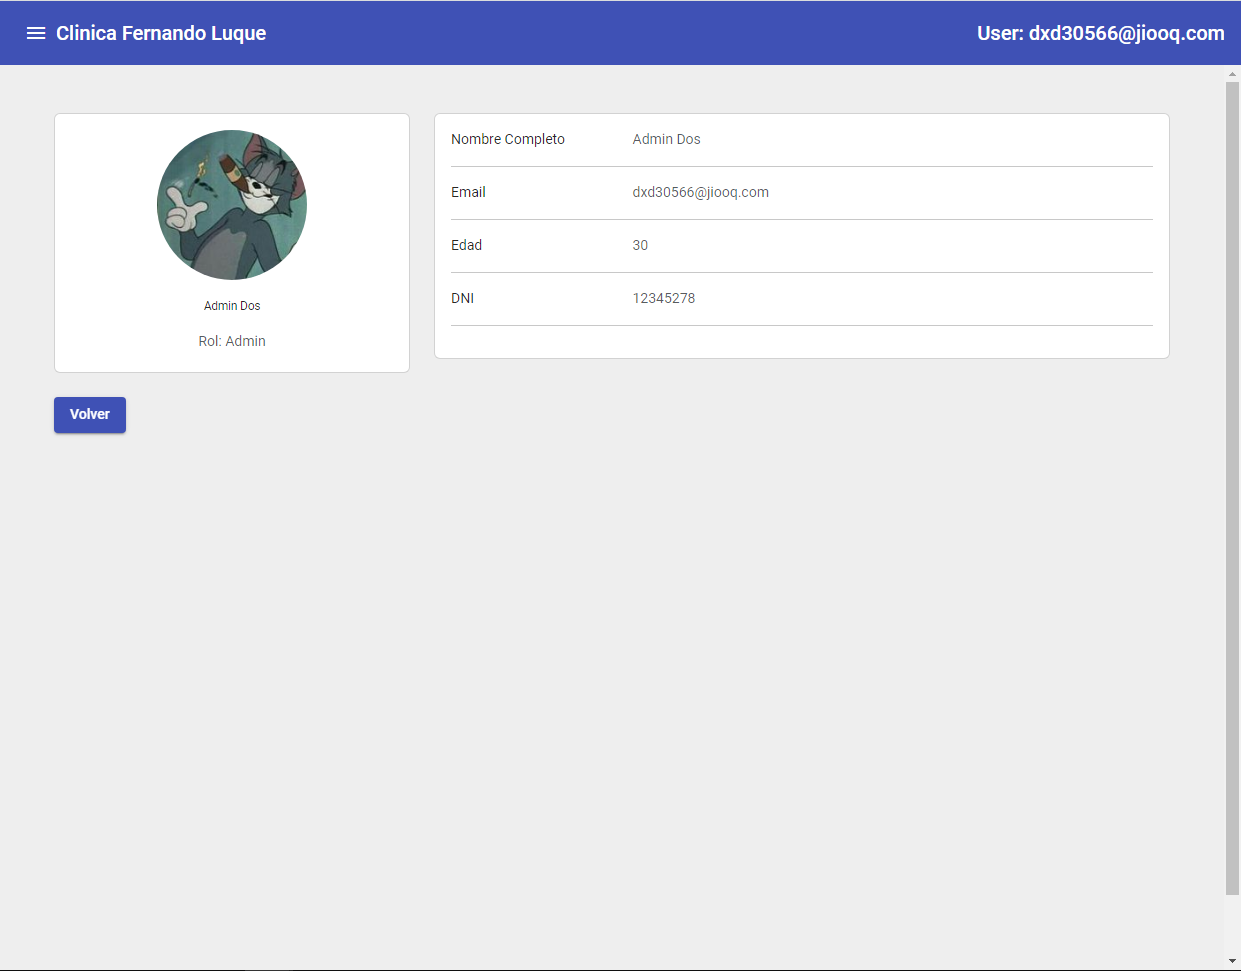 Clinica Fernando Luque
User: dxd30566@jiooq.com
Admin Dos
Rol: Admin
Nombre Completo Admin Dos
Email dxd30566@jiooq.com
Edad 30
DNI 12345278
Volver